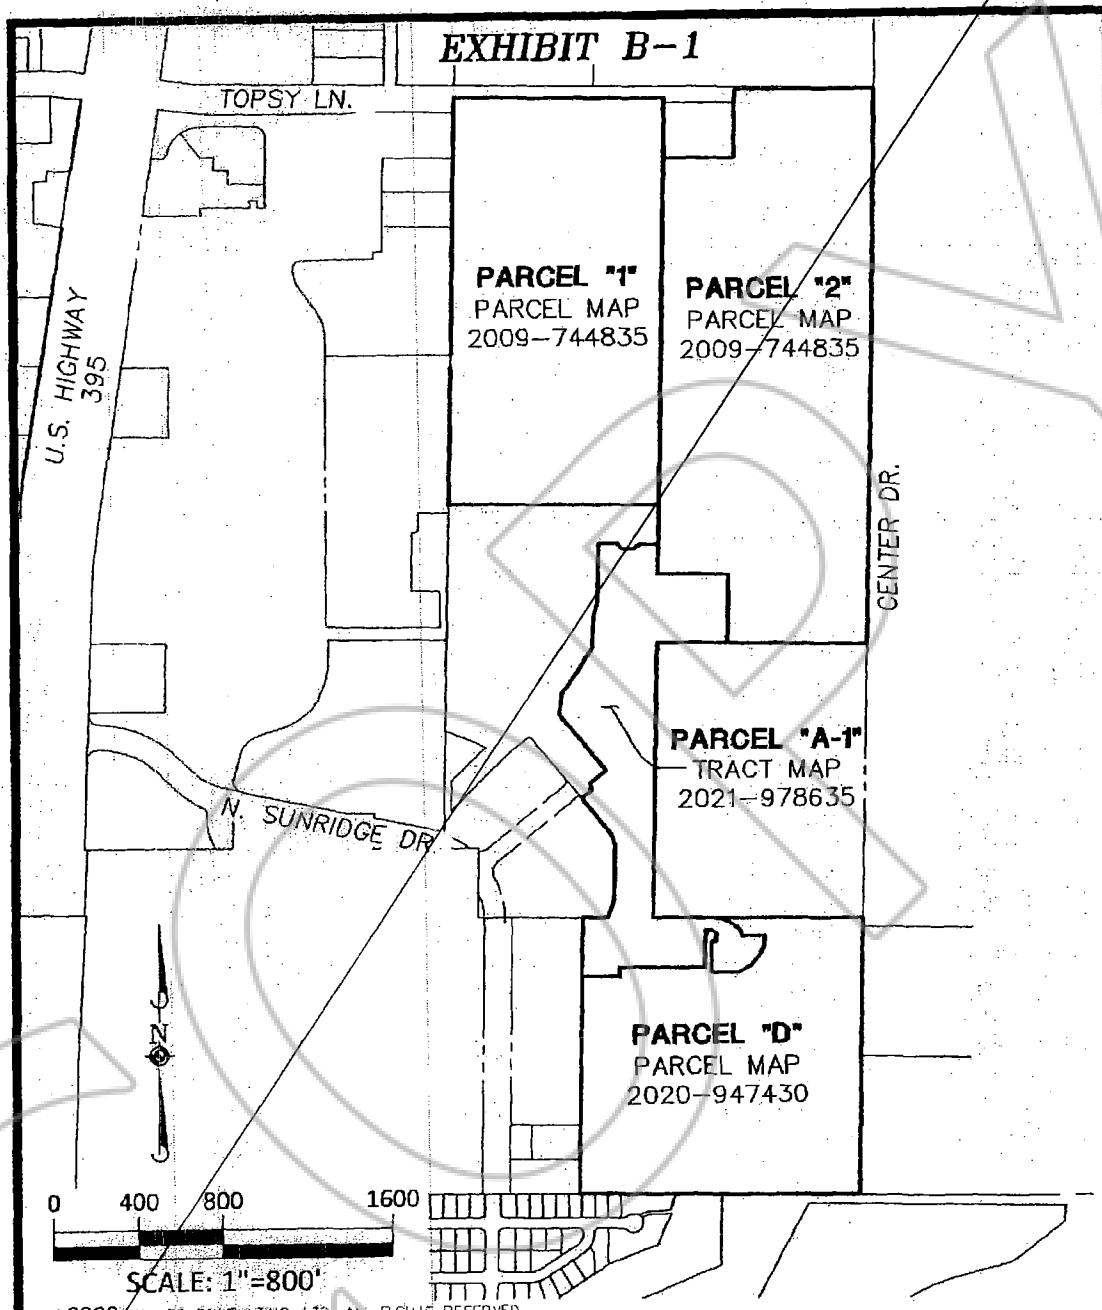 EXHIBIT B-1
TOPSY LN.
U.S. HIGHWAY
395
PARCEL "1"
PARCEL MAP
2009-744835
PARCEL "2"
PARCEL MAP
2009-744835
CENTER DR.
PARCEL "A-1"
TRACT MAP
2021-978635
N. SUNRIDGE DR
PARCEL "D"
PARCEL MAP
2020-947430
N
0 400 800 1600
SCALE: 1"=800'
RESERVED